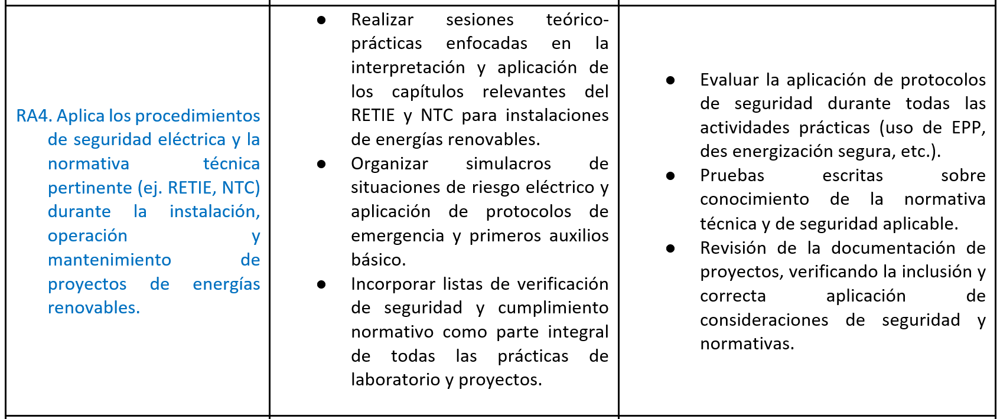 RA4. Aplica los procedimientos
de seguridad eléctrica y la
normativa técnica
pertinente (ej. RETIE, NTC)
durante la instalación,
operación y
mantenimiento de
proyectos de energías
renovables.
● Realizar sesiones teórico-
prácticas enfocadas en la
interpretación y aplicación de
los capítulos relevantes del
RETIE y NTC para instalaciones
de energías renovables.
● Organizar simulacros de
situaciones de riesgo eléctrico y
aplicación de protocolos de
emergencia y primeros auxilios
básico.
● Incorporar listas de verificación
de seguridad y cumplimiento
normativo como parte integral
de todas las prácticas de
laboratorio y proyectos.
● Evaluar la aplicación de protocolos
de seguridad durante todas las
actividades prácticas (uso de EPP,
des energización segura, etc.).
● Pruebas escritas sobre
conocimiento de la normativa
técnica y de seguridad aplicable.
● Revisión de la documentación de
proyectos, verificando la inclusión y
correcta aplicación de
consideraciones de seguridad y
normativas.